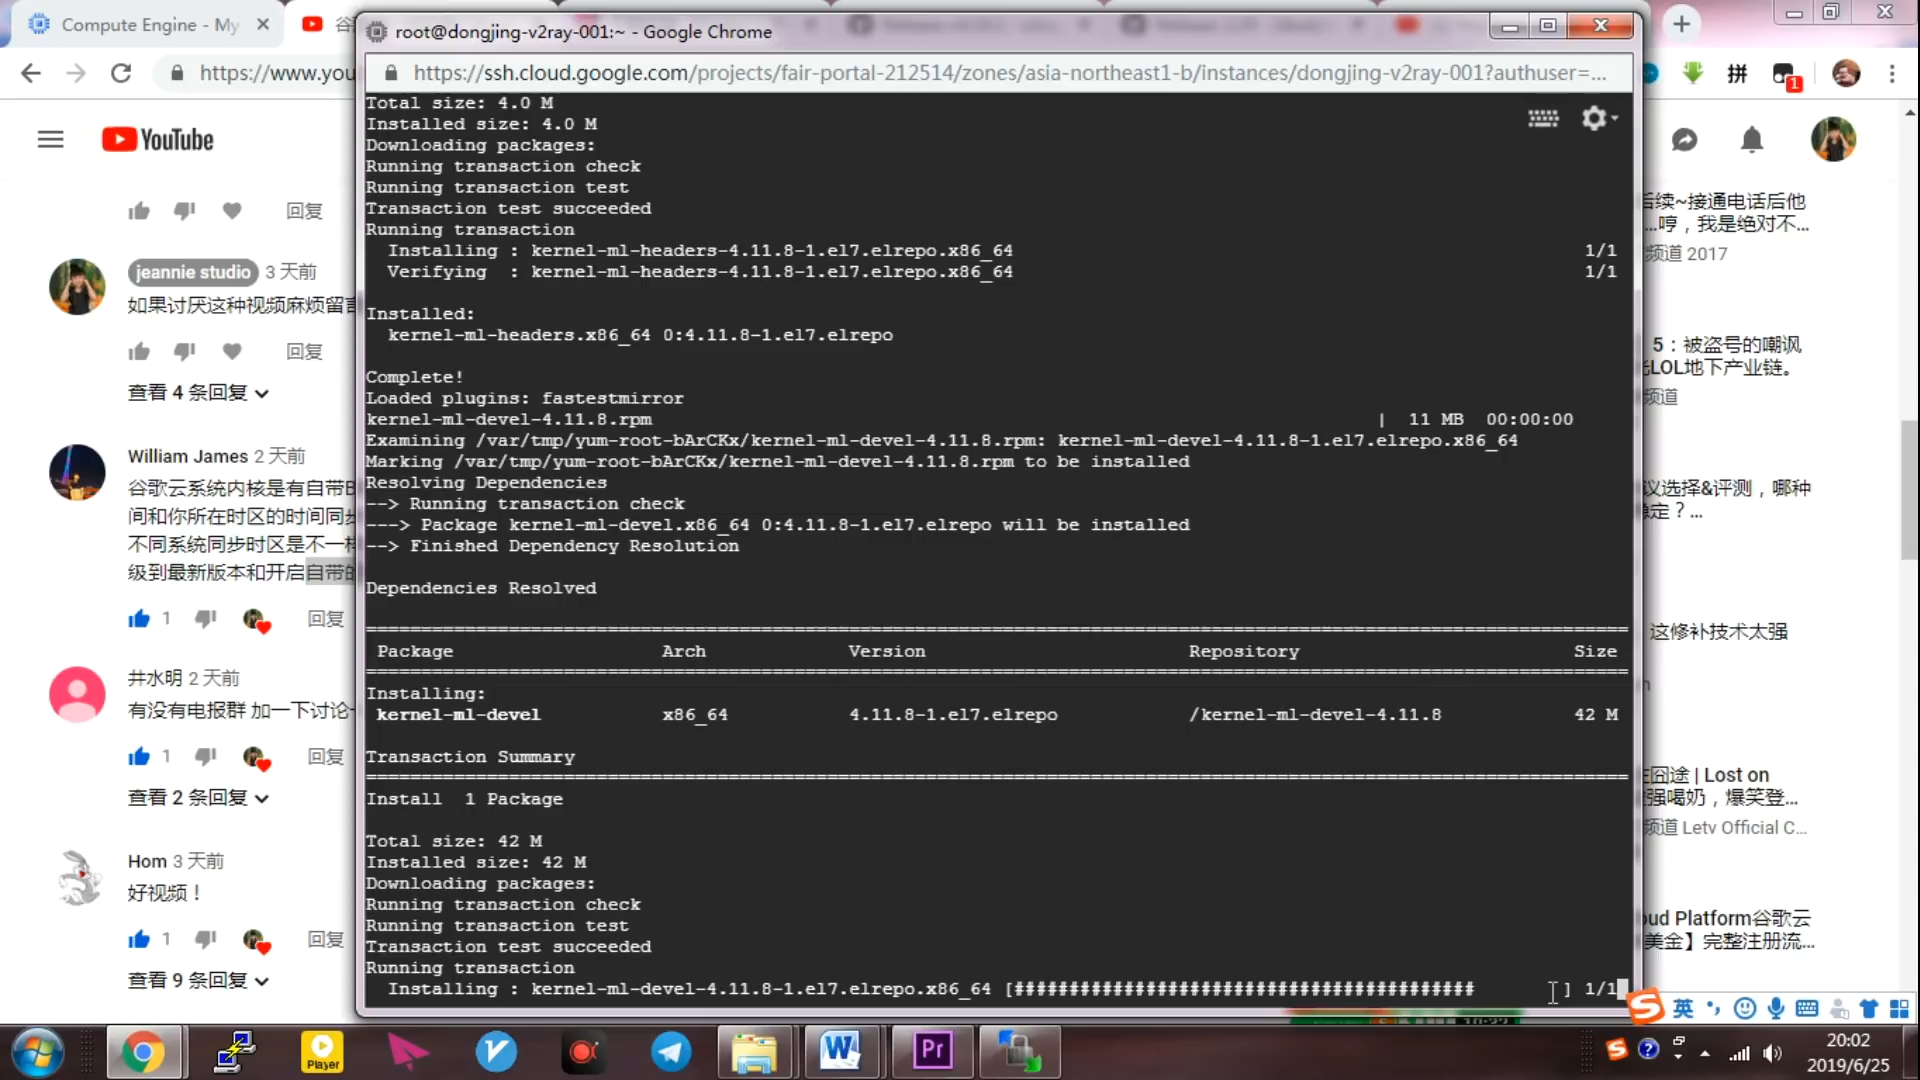 Compute Engine - My
root@dongjing-v2ray-001:~ - Google Chrome
https://www.you
https://ssh.cloud.google.com/projects/fair-portal-212514/zones/asia-northeast1-b/instances/dongjing-v2ray-001?authuser=...
拼
1
YouTube
回复
jeannie studio 3 天前
如果讨厌这种视频麻烦留言
回复
查看 4 条回复
William James 2 天前
谷歌云系统内核是有自带B
间和你所在时区的时间同步
不同系统同步时区是不一样
级到最新版本和开启自带的
1
回复
井水明 2 天前
有没有电报群 加一下讨论
1
回复
查看 2 条回复
Hom 3 天前
好视频！
1
回复
查看 9 条回复
Total size: 4.0 M
Installed size: 4.0 M
Downloading packages:
Running transaction check
Running transaction test
Transaction test succeeded
Running transaction
Installing : kernel-ml-headers-4.11.8-1.el7.elrepo.x86_64 1/1
Verifying : kernel-ml-headers-4.11.8-1.el7.elrepo.x86_64 1/1
Installed:
kernel-ml-headers.x86_64 0:4.11.8-1.el7.elrepo
Complete!
Loaded plugins: fastestmirror
kernel-ml-devel-4.11.8.rpm | 11 MB 00:00:00
Examining /var/tmp/yum-root-bArCKx/kernel-ml-devel-4.11.8.rpm: kernel-ml-devel-4.11.8-1.el7.elrepo.x86_64
Marking /var/tmp/yum-root-bArCKx/kernel-ml-devel-4.11.8.rpm to be installed
Resolving Dependencies
--> Running transaction check
---> Package kernel-ml-devel.x86_64 0:4.11.8-1.el7.elrepo will be installed
--> Finished Dependency Resolution
Dependencies Resolved
Package Arch Version Repository Size
Installing:
kernel-ml-devel x86_64 4.11.8-1.el7.elrepo /kernel-ml-devel-4.11.8 42 M
Transaction Summary
Install 1 Package
Total size: 42 M
Installed size: 42 M
Downloading packages:
Running transaction check
Running transaction test
Transaction test succeeded
Running transaction
Installing : kernel-ml-devel-4.11.8-1.el7.elrepo.x86_64 [########################################## ] 1/1
后续~接通电话后他
...哼，我是绝对不...
频道 2017
5：被盗号的嘲讽
LOL地下产业链。
频道
议选择&评测，哪种
稳定？...
这修补技术太强
囧途 | Lost on
强喝奶，爆笑登...
频道 Letv Official C...
oud Platform谷歌云
美金】完整注册流...
英
Player
W
Pr
20:02
2019/6/25